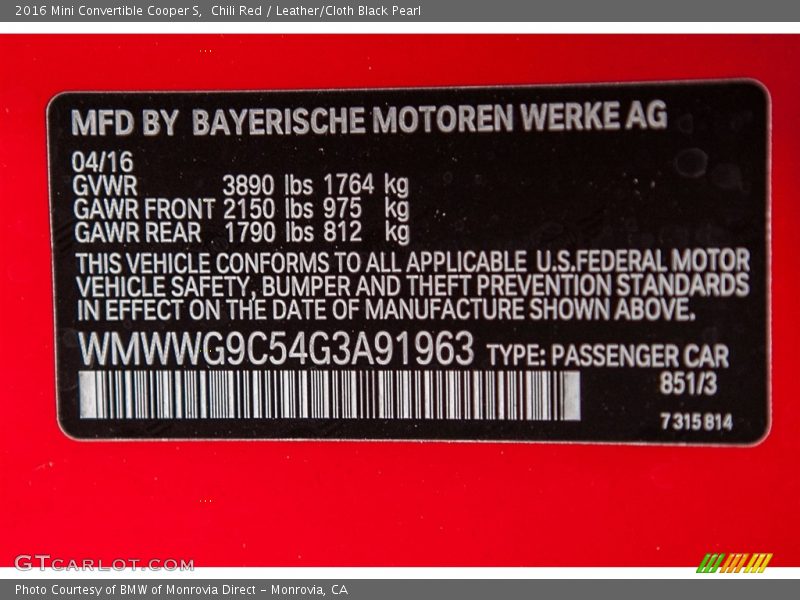 2016 Mini Convertible Cooper S,  Chili Red / Leather/Cloth Black Pearl
MFD BY BAYERISCHE MOTOREN WERKE AG
04/16
GVWR 3890 lbs 1764 kg
GAWR FRONT 2150 lbs 975 kg
GAWR REAR 1790 lbs 812 kg
THIS VEHICLE CONFORMS TO ALL APPLICABLE U.S.FEDERAL MOTOR
VEHICLE SAFETY, BUMPER AND THEFT PREVENTION STANDARDS
IN EFFECT ON THE DATE OF MANUFACTURE SHOWN ABOVE.
WMWWG9C54G3A91963 TYPE: PASSENGER CAR
851/3
7315814
GTCARLOT.COM
Photo Courtesy of BMW of Monrovia Direct – Monrovia, CA